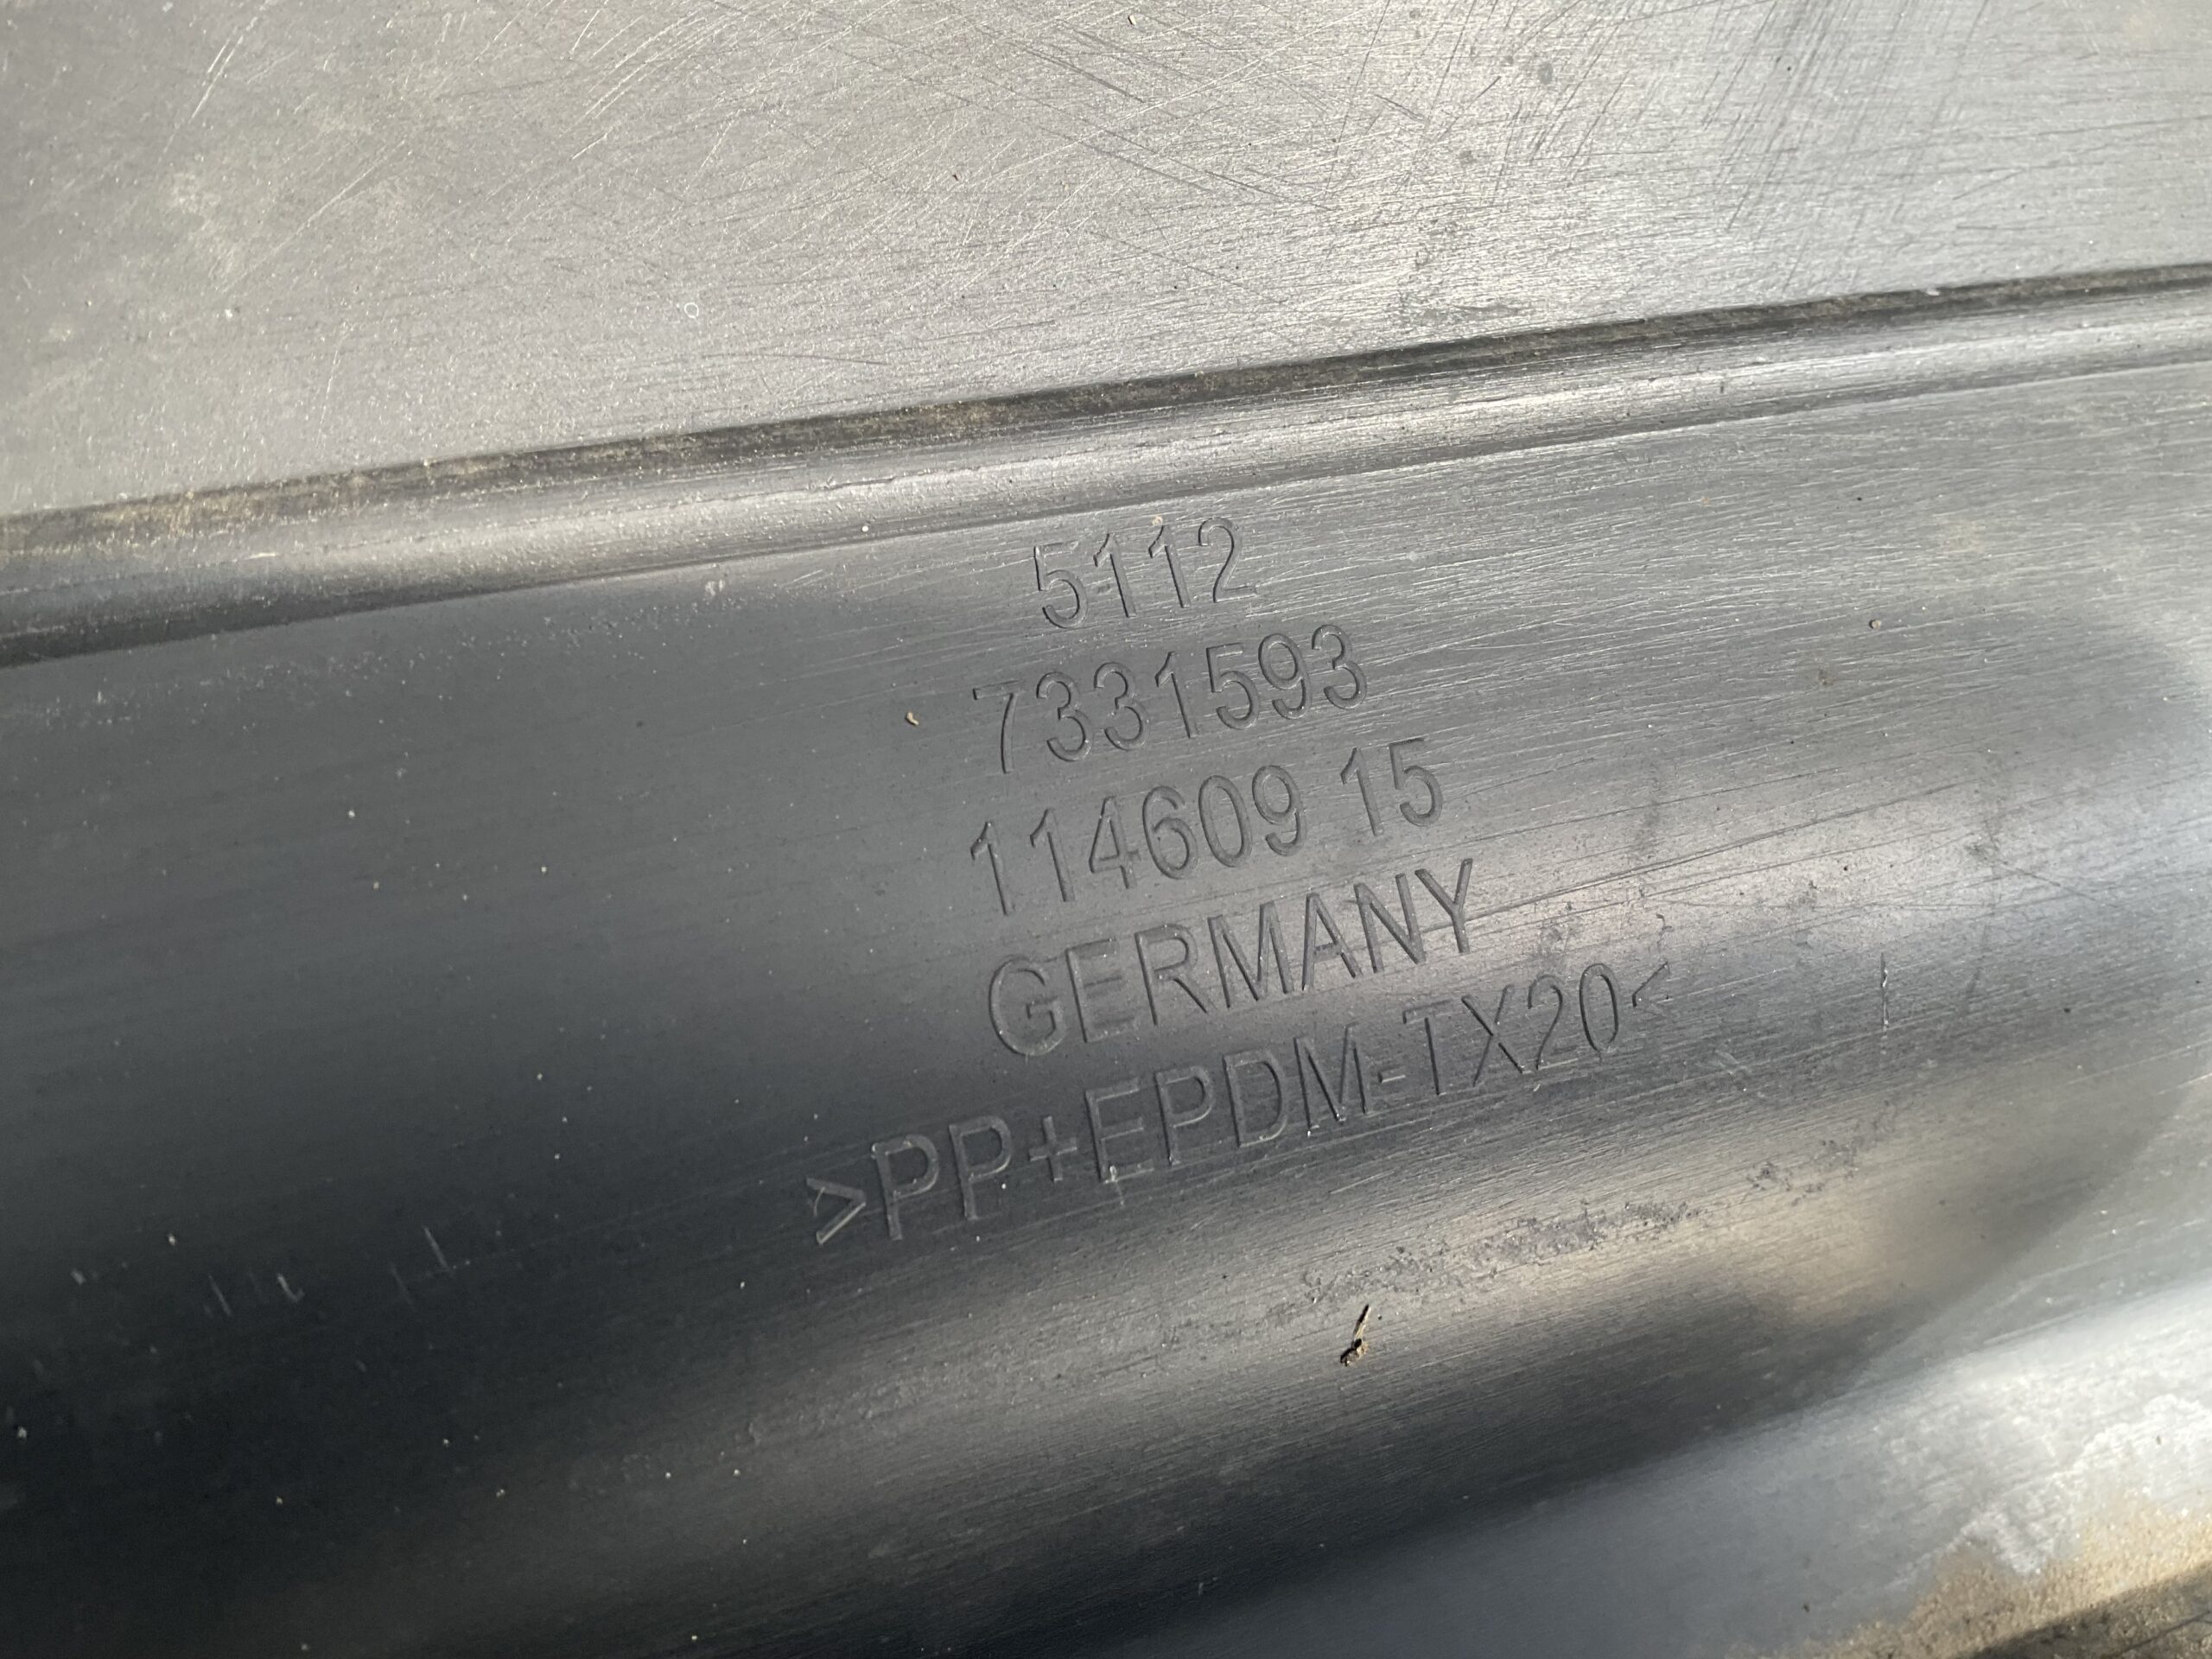 5112
7331593
114609 15
GERMANY
>PP+EPDM-TX20<